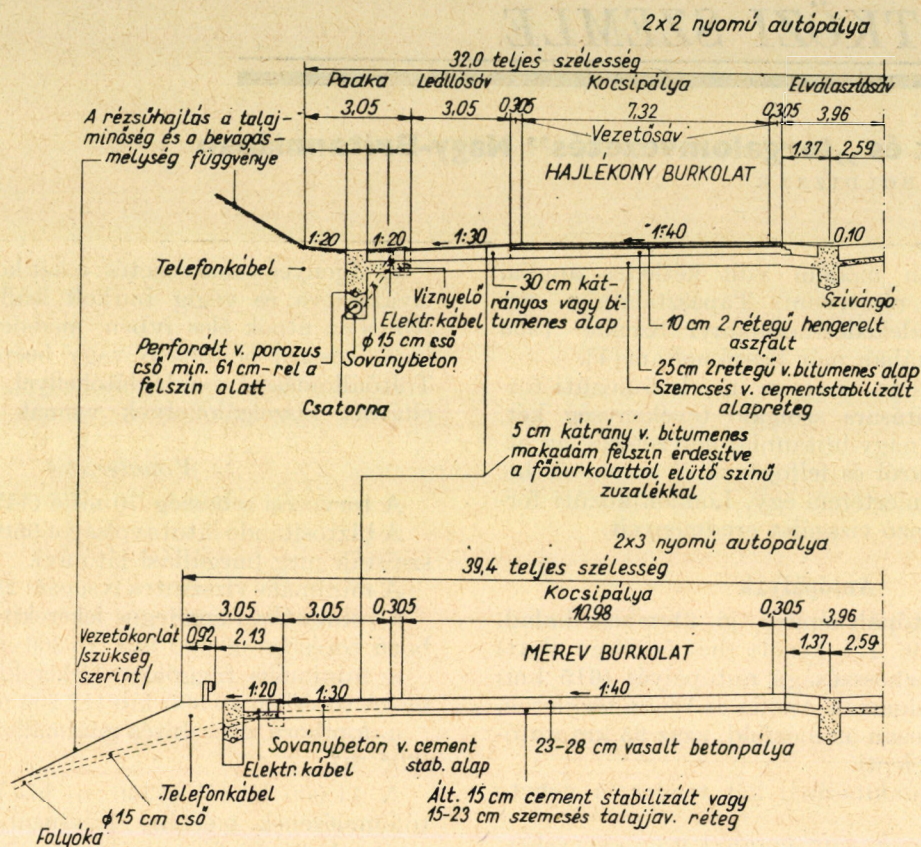 2x2 nyomú autópálya
32,0 teljes szélesség
Padka Leállósáv Kocsipálya Elválasztósáv
3,05 3,05 0,305 7,32 0,305 3,96
A rézsűhajlás a talaj-
minőség és a bevágás-
mélység függvénye
Vezetősáv
1,37 2,59
HAJLÉKONY BURKOLAT
1:20 1:20 1:30 1:40 0,10
Telefonkábel
Víznyelő
Elektr. kábel
ϕ 15 cm cső
Soványbeton
30 cm kát-
rányos vagy bi-
tumenes alap
Szivárgó
10 cm 2 rétegű hengerelt
aszfalt
Perforált v. porozus
cső min. 61 cm-rel a
felszín alatt
25 cm 2 rétegű v. bitumenes alap
Szemcsés v. cementstabilizált
alapréteg
Csatorna
5 cm kátrány v. bitumenes
makadám felszín érdesítve
a főburkolattól elütő színű
zuzalékkal
2x3 nyomú autópálya
39,4 teljes szélesség
Kocsipálya
3,05 3,05 0,305 10,98 0,305 3,96
Vezetőkorlát
/szükség
szerint/
0,92 2,13
1,37 2,59
MEREV BURKOLAT
1:20 1:30 1:40
Soványbeton v. cement
stab. alap
Elektr. kábel
23-28 cm vasalt betonpálya
Telefonkábel
ϕ 15 cm cső
Folyóka
Ált. 15 cm cement stabilizált vagy
15-23 cm szemcsés talajjav. réteg